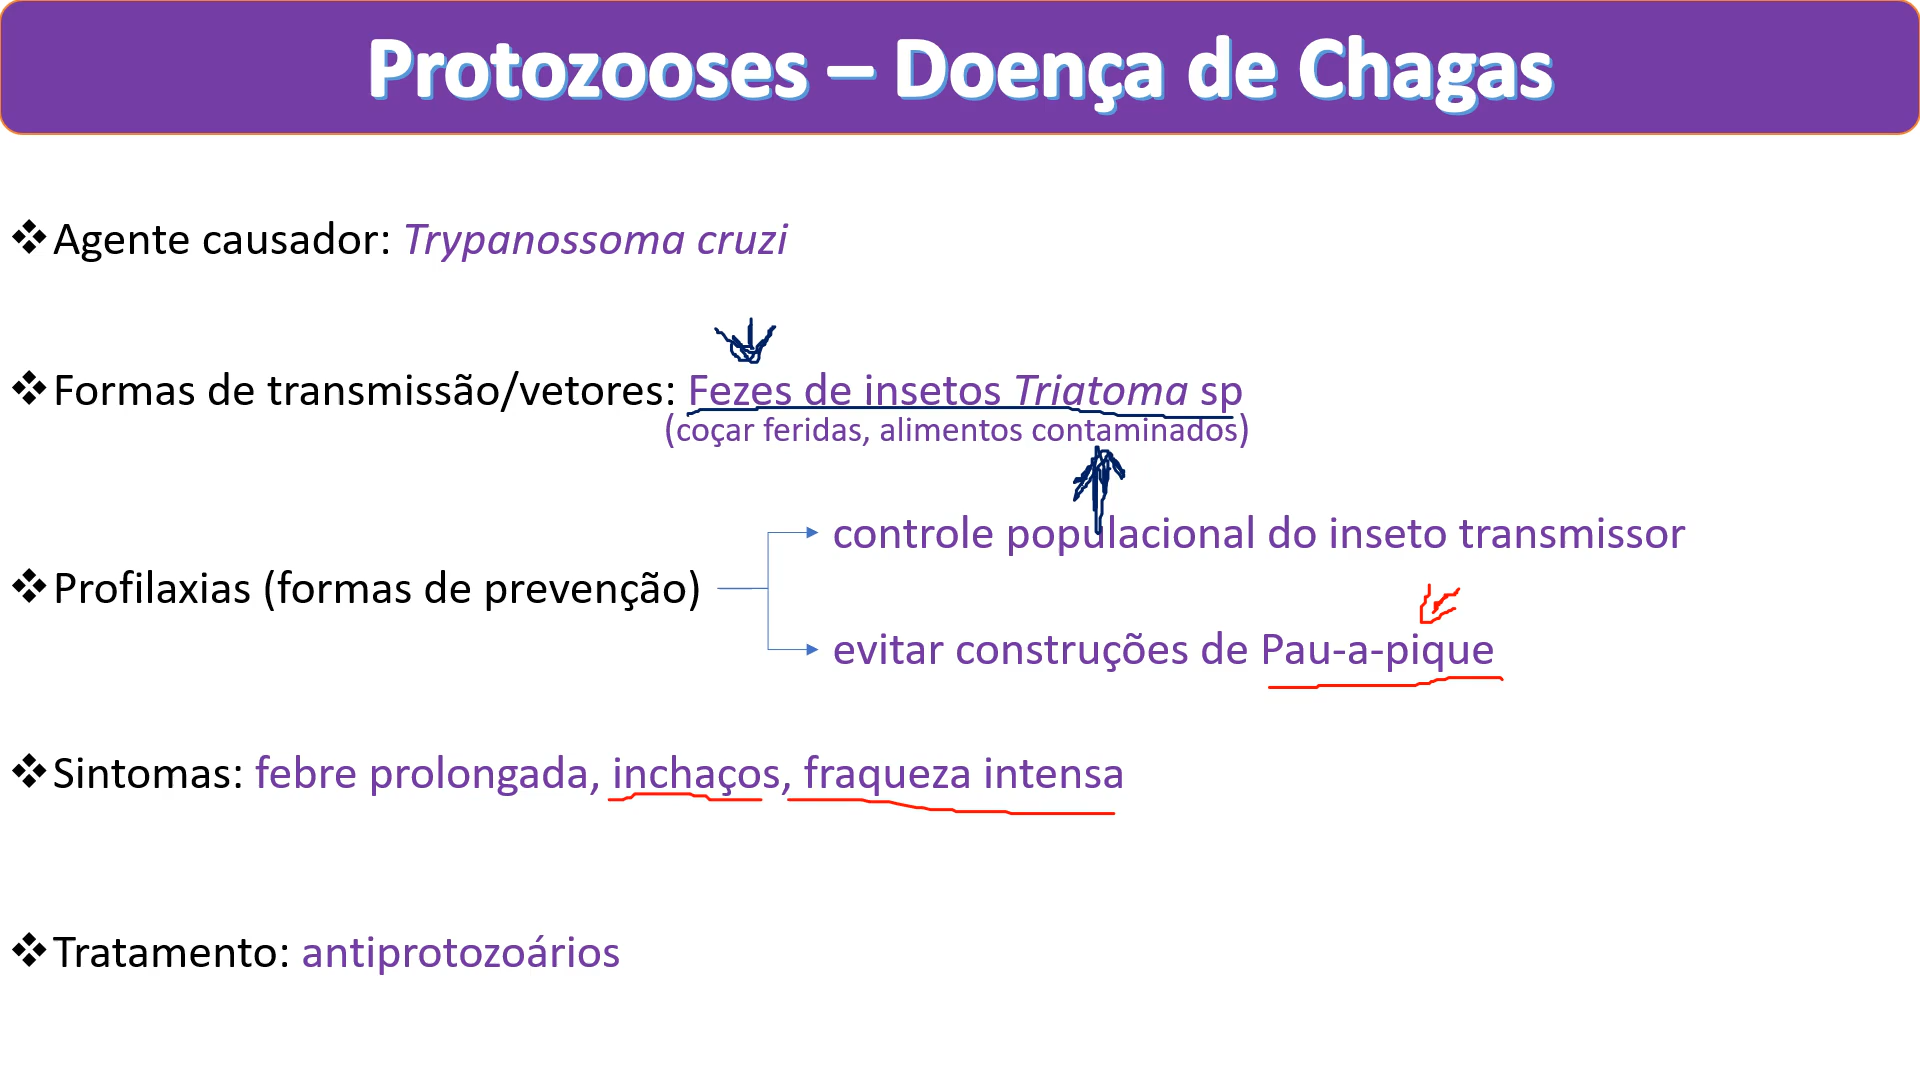 Protozooses – Doença de Chagas
❖Agente causador: Trypanossoma cruzi
❖Formas de transmissão/vetores: Fezes de insetos Triatoma sp
(coçar feridas, alimentos contaminados)
controle populacional do inseto transmissor
❖Profilaxias (formas de prevenção)
evitar construções de Pau-a-pique
❖Sintomas: febre prolongada, inchaços, fraqueza intensa
❖Tratamento: antiprotozoários